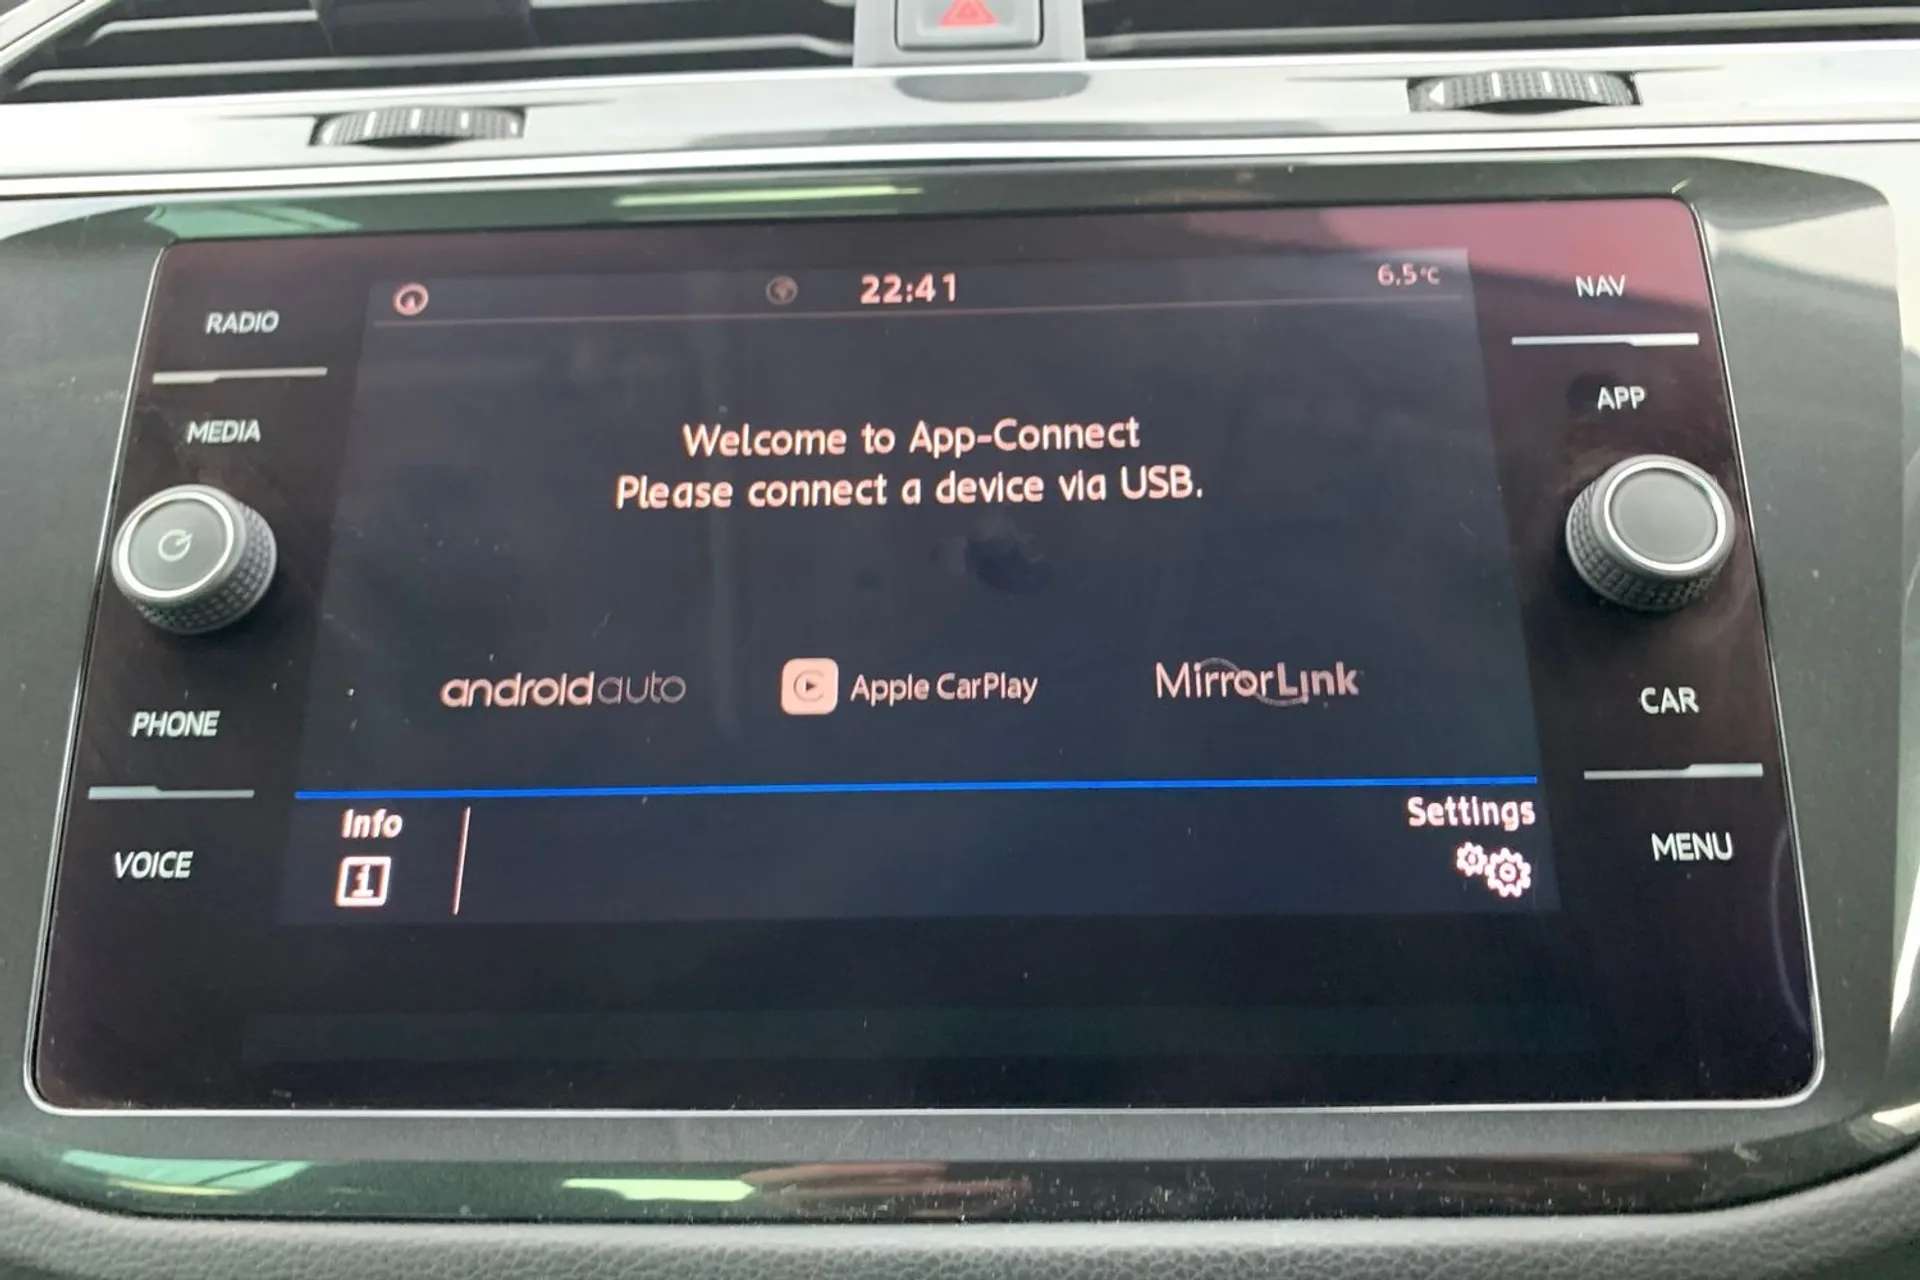 22:41
6,5°C
RADIO
MEDIA
PHONE
VOICE
Welcome to App-Connect
Please connect a device via USB.
androidauto
Apple CarPlay
MirrorLink
Info
i
Settings
NAV
APP
CAR
MENU